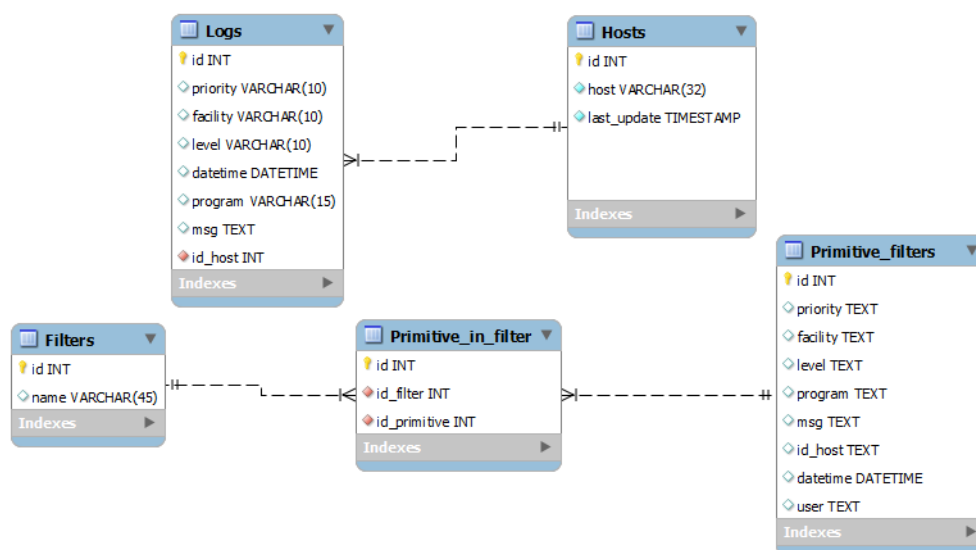 Logs
id INT
priority VARCHAR(10)
facility VARCHAR(10)
level VARCHAR(10)
datetime DATETIME
program VARCHAR(15)
msg TEXT
id_host INT
Indexes
Hosts
id INT
host VARCHAR(32)
last_update TIMESTAMP
Indexes
Filters
id INT
name VARCHAR(45)
Indexes
Primitive_in_filter
id INT
id_filter INT
id_primitive INT
Indexes
Primitive_filters
id INT
priority TEXT
facility TEXT
level TEXT
program TEXT
msg TEXT
id_host TEXT
datetime DATETIME
user TEXT
Indexes